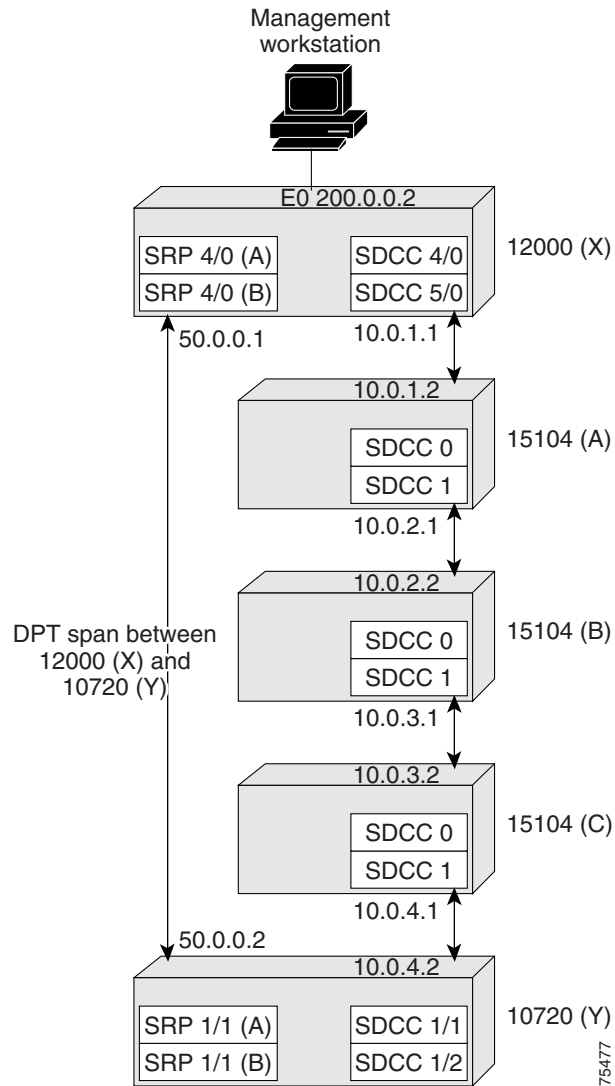 Management
workstation
E0 200.0.0.2
12000 (X)
SRP 4/0 (A)
SDCC 4/0
SRP 4/0 (B)
SDCC 5/0
50.0.0.1
10.0.1.1
10.0.1.2
15104 (A)
SDCC 0
SDCC 1
10.0.2.1
10.0.2.2
15104 (B)
SDCC 0
SDCC 1
DPT span between
12000 (X) and
10720 (Y)
10.0.3.1
10.0.3.2
15104 (C)
SDCC 0
SDCC 1
10.0.4.1
50.0.0.2
10.0.4.2
10720 (Y)
SRP 1/1 (A)
SDCC 1/1
SRP 1/1 (B)
SDCC 1/2
75477